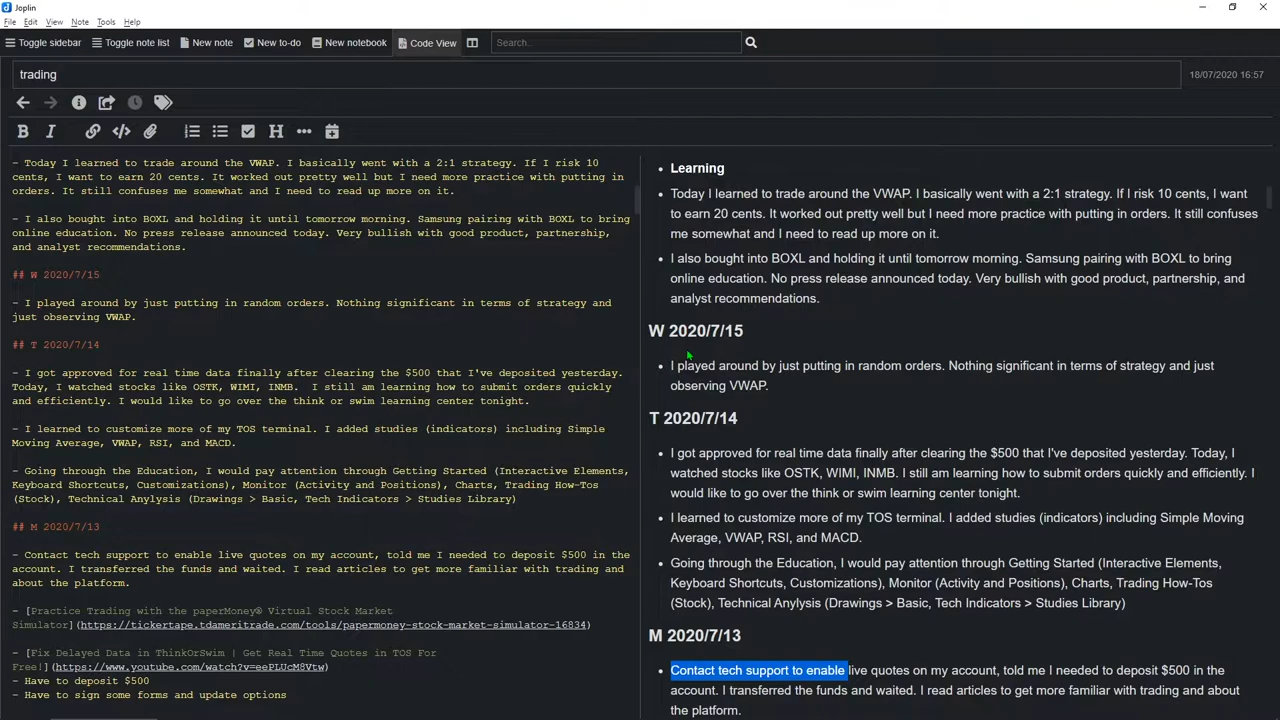 Joplin
File Edit View Note Tools Help
Toggle sidebar Toggle note list New note New to-do New notebook Code View Search..
trading
18/07/2020 16:57
- Today I learned to trade around the VWAP. I basically went with a 2:1 strategy. If I risk 10
cents, I want to earn 20 cents. It worked out pretty well but I need more practice with putting in
orders. It still confuses me somewhat and I need to read up more on it.
- I also bought into BOXL and holding it until tomorrow morning. Samsung pairing with BOXL to bring
online education. No press release announced today. Very bullish with good product, partnership,
and analyst recommendations.
## W 2020/7/15
- I played around by just putting in random orders. Nothing significant in terms of strategy and
just observing VWAP.
## T 2020/7/14
- I got approved for real time data finally after clearing the $500 that I've deposited yesterday.
Today, I watched stocks like OSTK, WIMI, INMB.  I still am learning how to submit orders quickly
and efficiently. I would like to go over the think or swim learning center tonight.
- I learned to customize more of my TOS terminal. I added studies (indicators) including Simple
Moving Average, VWAP, RSI, and MACD.
- Going through the Education, I would pay attention through Getting Started (Interactive Elements,
Keyboard Shortcuts, Customizations), Monitor (Activity and Positions), Charts, Trading How-Tos
(Stock), Technical Anylysis (Drawings > Basic, Tech Indicators > Studies Library)
## M 2020/7/13
- Contact tech support to enable live quotes on my account, told me I needed to deposit $500 in the
account. I transferred the funds and waited. I read articles to get more familiar with trading and
about the platform.
- [Practice Trading with the paperMoney® Virtual Stock Market
Simulator](https://tickertape.tdameritrade.com/tools/papermoney-stock-market-simulator-16834)
- [Fix Delayed Data in ThinkOrSwim | Get Real Time Quotes in TOS For
Free!](https://www.youtube.com/watch?v=eePLUcM8Vtw)
- Have to deposit $500
- Have to sign some forms and update options
• Learning
• Today I learned to trade around the VWAP. I basically went with a 2:1 strategy. If I risk 10 cents, I want
to earn 20 cents. It worked out pretty well but I need more practice with putting in orders. It still confuses
me somewhat and I need to read up more on it.
• I also bought into BOXL and holding it until tomorrow morning. Samsung pairing with BOXL to bring
online education. No press release announced today. Very bullish with good product, partnership, and
analyst recommendations.
W 2020/7/15
• I played around by just putting in random orders. Nothing significant in terms of strategy and just
observing VWAP.
T 2020/7/14
• I got approved for real time data finally after clearing the $500 that I've deposited yesterday. Today, I
watched stocks like OSTK, WIMI, INMB. I still am learning how to submit orders quickly and efficiently. I
would like to go over the think or swim learning center tonight.
• I learned to customize more of my TOS terminal. I added studies (indicators) including Simple Moving
Average, VWAP, RSI, and MACD.
• Going through the Education, I would pay attention through Getting Started (Interactive Elements,
Keyboard Shortcuts, Customizations), Monitor (Activity and Positions), Charts, Trading How-Tos
(Stock), Technical Anylysis (Drawings > Basic, Tech Indicators > Studies Library)
M 2020/7/13
• Contact tech support to enable live quotes on my account, told me I needed to deposit $500 in the
account. I transferred the funds and waited. I read articles to get more familiar with trading and about
the platform.